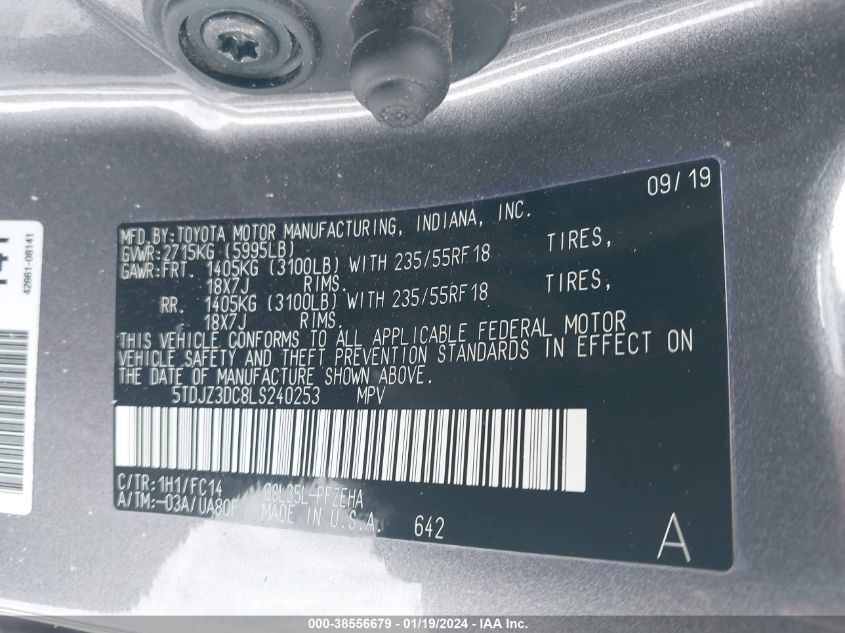 09/19
MFD.BY:TOYOTA MOTOR MANUFACTURING, INDIANA, INC.
GVWR:2715KG (5995LB)
GAWR:FRT. 1405KG (3100LB) WITH 235/55RF18 TIRES,
18X7J RIMS.
RR. 1405KG (3100LB) WITH 235/55RF18 TIRES,
18X7J RIMS.
THIS VEHICLE CONFORMS TO ALL APPLICABLE FEDERAL MOTOR
VEHICLE SAFETY AND THEFT PREVENTION STANDARDS IN EFFECT ON
THE DATE OF MANUFACTURE SHOWN ABOVE.
5TDJZ3DC8LS240253 MPV
C/TR:1H1/FC14 GSL35L-PFZEHA
A/TM:-03A/UA80F MADE IN U.S.A. 642
A
42661-08141
000-38556679 - 01/19/2024 - IAA Inc.